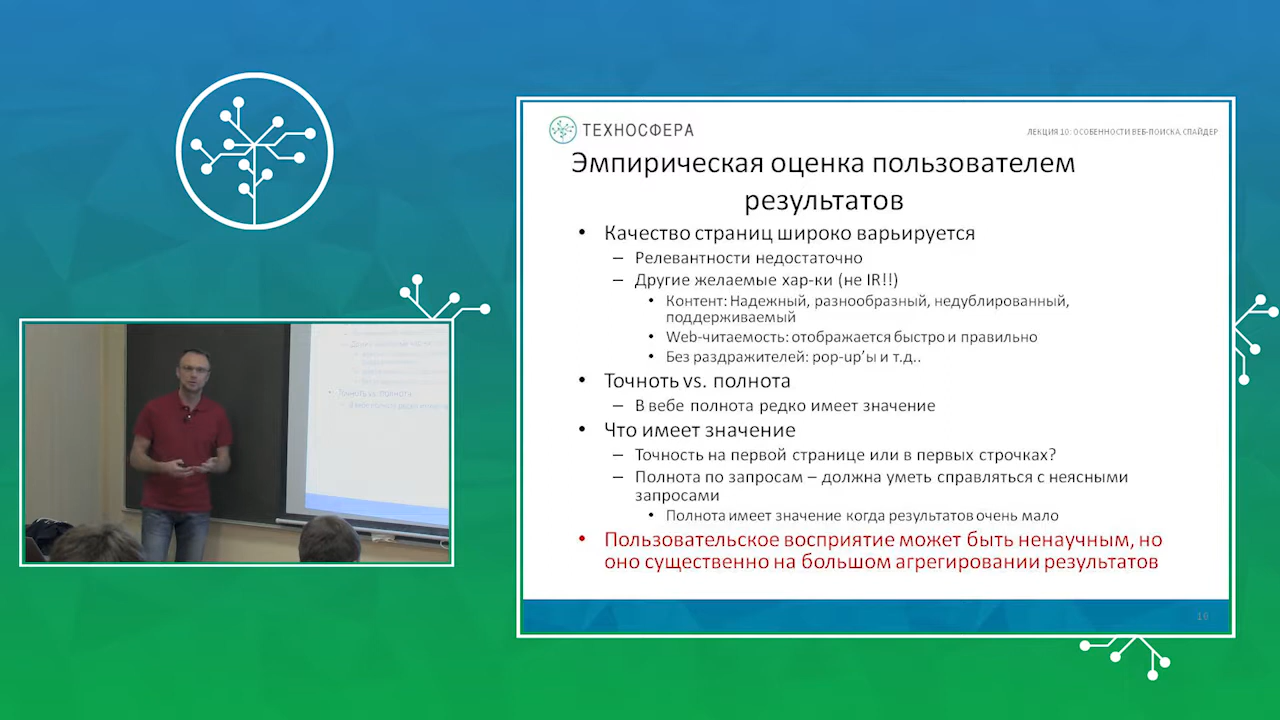 ТЕХНОСФЕРА
ЛЕКЦИЯ 10: ОСОБЕННОСТИ ВЕБ-ПОИСКА, СПАЙДЕР
Эмпирическая оценка пользователем
результатов
• Качество страниц широко варьируется
– Релевантности недостаточно
– Другие желаемые хар-ки (не IR!!)
• Контент: Надежный, разнообразный, недублированный,
поддерживаемый
• Web-читаемость: отображается быстро и правильно
• Без раздражителей: pop-up’ы и т.д..
• Точноть vs. полнота
– В вебе полнота редко имеет значение
• Что имеет значение
– Точность на первой странице или в первых строчках?
– Полнота по запросам – должна уметь справляться с неясными
запросами
• Полнота имеет значение когда результатов очень мало
• Пользовательское восприятие может быть ненаучным, но
оно существенно на большом агрегировании результатов
10